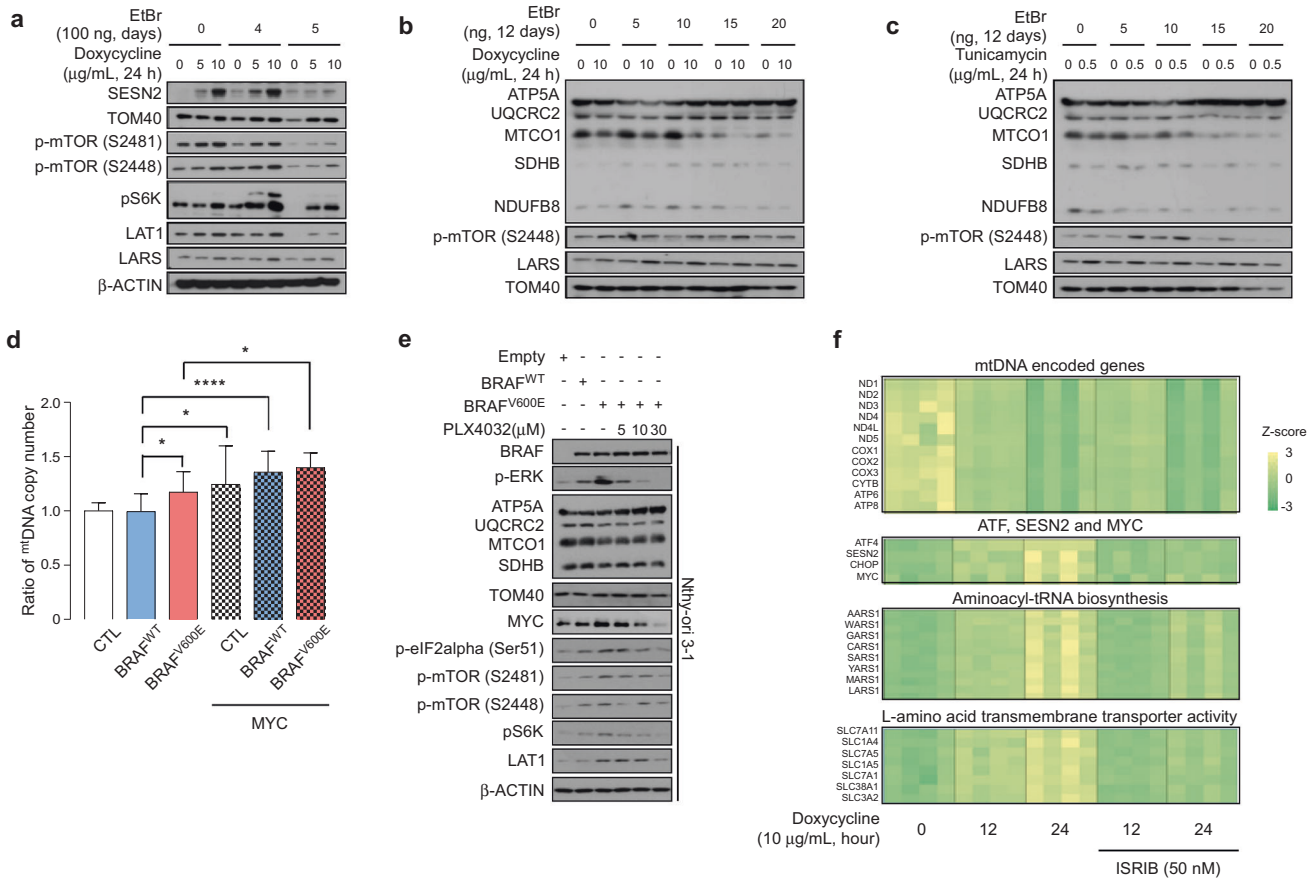 a
EtBr
(100 ng, days)
0 4 5
Doxycycline
(μg/mL, 24 h)
0 5 10 0 5 10 0 5 10
SESN2
TOM40
p-mTOR (S2481)
p-mTOR (S2448)
pS6K
LAT1
LARS
β-ACTIN
b
EtBr
(ng, 12 days)
0 5 10 15 20
Doxycycline
(μg/mL, 24 h)
0 10 0 10 0 10 0 10 0 10
ATP5A
UQCRC2
MTCO1
SDHB
NDUFB8
p-mTOR (S2448)
LARS
TOM40
c
EtBr
(ng, 12 days)
0 5 10 15 20
Tunicamycin
(μg/mL, 24 h)
0 0.5 0 0.5 0 0.5 0 0.5 0 0.5
ATP5A
UQCRC2
MTCO1
SDHB
NDUFB8
p-mTOR (S2448)
LARS
TOM40
d
Ratio of mtDNA copy number
2.0
1.5
1.0
0.5
0
*
****
*
*
CTL
BRAFWT
BRAFV600E
CTL
BRAFWT
BRAFV600E
MYC
e
Empty + - - - - -
BRAFWT - + - - - -
BRAFV600E - - + + + +
PLX4032(μM) - - - 5 10 30
BRAF
p-ERK
ATP5A
UQCRC2
MTCO1
SDHB
TOM40
MYC
p-eIF2alpha (Ser51)
p-mTOR (S2481)
p-mTOR (S2448)
pS6K
LAT1
β-ACTIN
Nthy-ori 3-1
f
mtDNA encoded genes
ND1
ND2
ND3
ND4
ND4L
ND5
COX1
COX2
COX3
CYTB
ATP6
ATP8
Z-score
3
-3
ATF, SESN2 and MYC
ATF4
SESN2
CHOP
MYC
Aminoacyl-tRNA biosynthesis
AARS1
WARS1
GARS1
CARS1
SARS1
YARS1
MARS1
LARS1
L-amino acid transmembrane transporter activity
SLC7A11
SLC1A4
SLC7A5
SLC1A5
SLC7A1
SLC38A1
SLC3A2
Doxycycline
(10 μg/mL, hour)
0 12 24 12 24
ISRIB (50 nM)